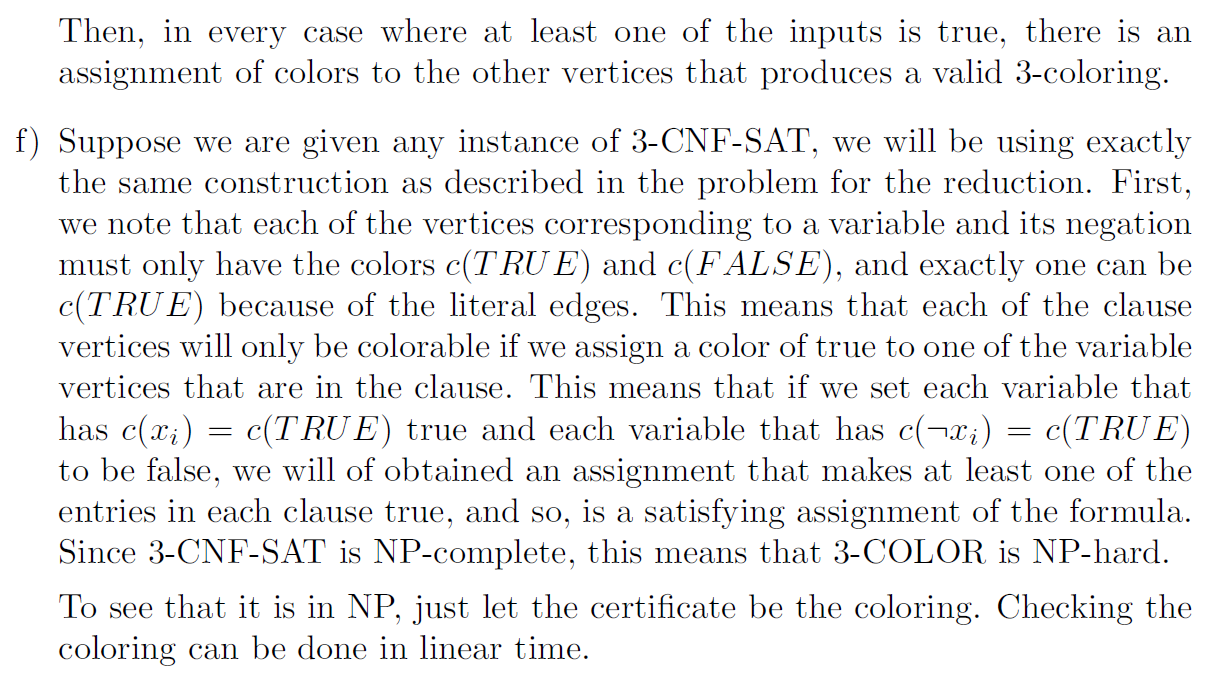 Then, in every case where at least one of the inputs is true, there is an
assignment of colors to the other vertices that produces a valid 3-coloring.
f) Suppose we are given any instance of 3-CNF-SAT, we will be using exactly
the same construction as described in the problem for the reduction. First,
we note that each of the vertices corresponding to a variable and its negation
must only have the colors c(TRUE) and c(FALSE), and exactly one can be
c(TRUE) because of the literal edges. This means that each of the clause
vertices will only be colorable if we assign a color of true to one of the variable
vertices that are in the clause. This means that if we set each variable that
has c(xᵢ) = c(TRUE) true and each variable that has c(¬xᵢ) = c(TRUE)
to be false, we will of obtained an assignment that makes at least one of the
entries in each clause true, and so, is a satisfying assignment of the formula.
Since 3-CNF-SAT is NP-complete, this means that 3-COLOR is NP-hard.
To see that it is in NP, just let the certificate be the coloring. Checking the
coloring can be done in linear time.